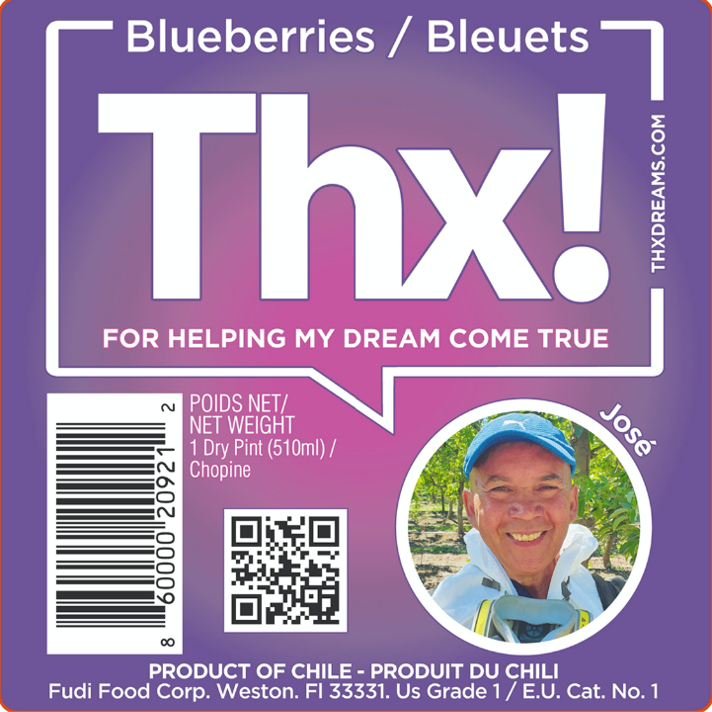 Blueberries / Bleuets
Thx!
THXDREAMS.COM
FOR HELPING MY DREAM COME TRUE
POIDS NET/
NET WEIGHT
1 Dry Pint (510ml) /
Chopine
8 60000 20921 2
José
PRODUCT OF CHILE - PRODUIT DU CHILI
Fudi Food Corp. Weston. Fl 33331. Us Grade 1 / E.U. Cat. No. 1